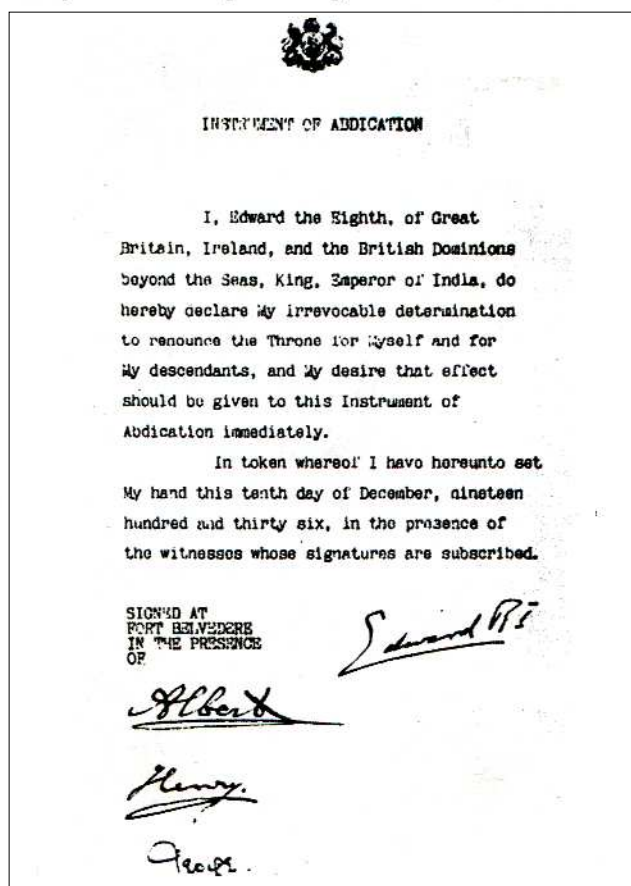 INSTRUMENT OF ABDICATION
I, Edward the Eighth, of Great
Britain, Ireland, and the British Dominions
beyond the Seas, King, Emperor of India, do
hereby declare My irrevocable determination
to renounce the Throne for Myself and for
My descendants, and My desire that effect
should be given to this Instrument of
Abdication immediately.
In token whereof I have hereunto set
My hand this tenth day of December, nineteen
hundred and thirty six, in the presence of
the witnesses whose signatures are subscribed.
SIGNED AT
FORT BELVEDERE
IN THE PRESENCE
OF
Edward RI
Albert
Henry.
George.